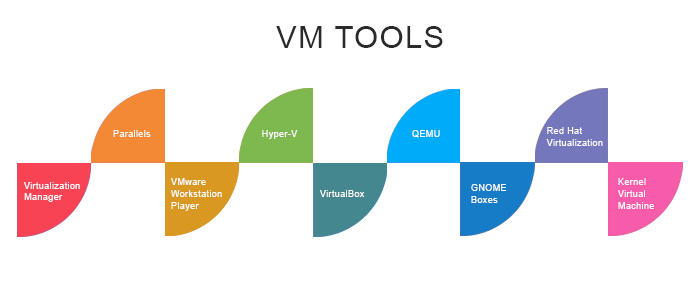 VM TOOLS
Parallels
Hyper-V
QEMU
Red Hat
Virtualization
Virtualization
Manager
VMware
Workstation
Player
VirtualBox
GNOME
Boxes
Kernel
Virtual
Machine